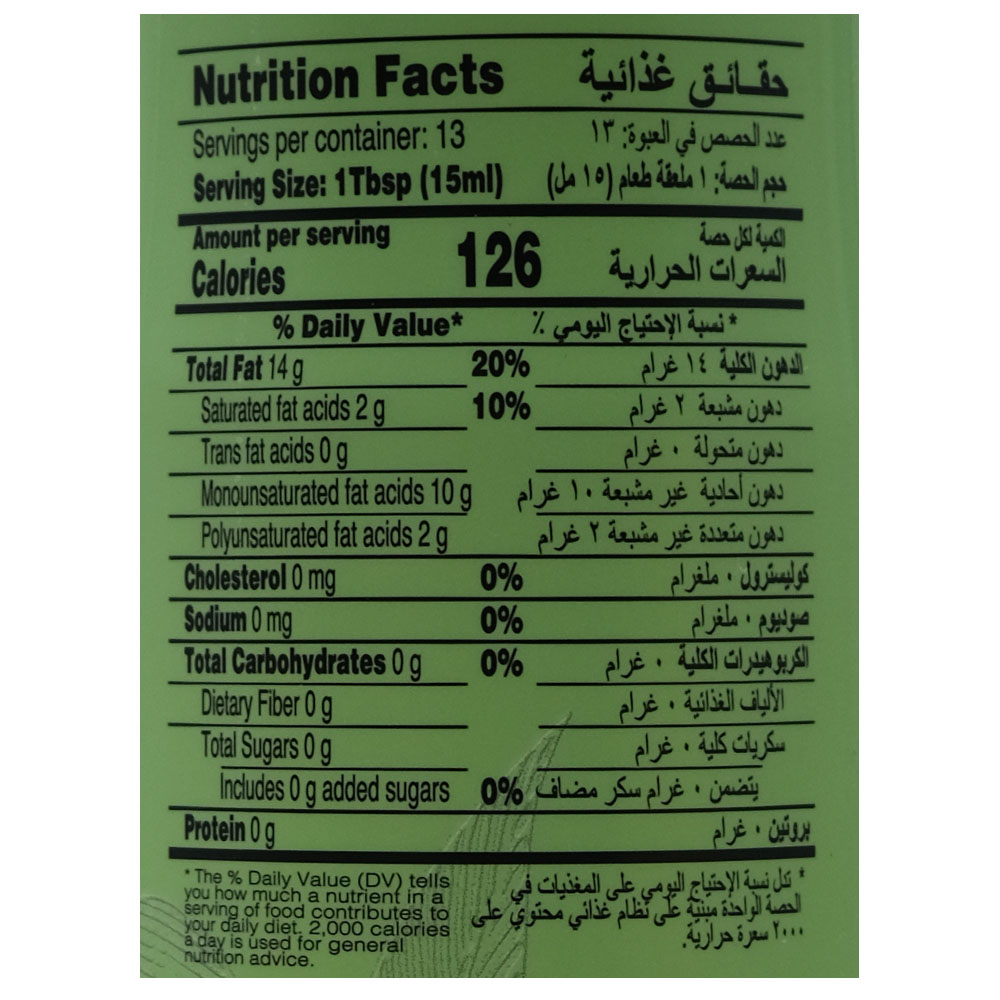 Nutrition Facts حقائق غذائية
Servings per container: 13 عدد الحصص في العبوة: ١٣
Serving Size: 1Tbsp (15ml) حجم الحصة: ١ ملعقة طعام (١٥ مل)
Amount per serving الكمية لكل حصة
Calories 126 السعرات الحرارية
% Daily Value* * نسبة الإحتياج اليومي ٪
Total Fat 14 g 20% الدهون الكلية ١٤ غرام
Saturated fat acids 2 g 10% دهون مشبعة ٢ غرام
Trans fat acids 0 g دهون متحولة ٠ غرام
Monounsaturated fat acids 10 g دهون أحادية غير مشبعة ١٠ غرام
Polyunsaturated fat acids 2 g دهون متعددة غير مشبعة ٢ غرام
Cholesterol 0 mg 0% كوليسترول ٠ ملغرام
Sodium 0 mg 0% صوديوم ٠ ملغرام
Total Carbohydrates 0 g 0% الكربوهيدرات الكلية ٠ غرام
Dietary Fiber 0 g الألياف الغذائية ٠ غرام
Total Sugars 0 g سكريات كلية ٠ غرام
Includes 0 g added sugars 0% يتضمن ٠ غرام سكر مضاف
Protein 0 g بروتين ٠ غرام
* The % Daily Value (DV) tells
you how much a nutrient in a
serving of food contributes to
your daily diet. 2,000 calories
a day is used for general
nutrition advice.
* تدل نسبة الإحتياج اليومي على المغذيات في
الحصة الواحدة مبنية على نظام غذائي محتوي على
٢٠٠٠ سعرة حرارية.